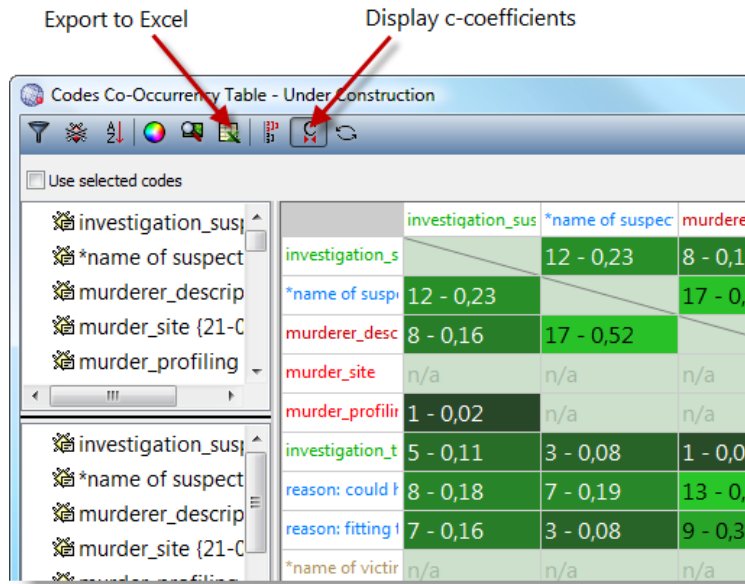 Export to Excel
Display c-coefficients
Codes Co-Occurrency Table - Under Construction
Use selected codes
investigation_sus
*name of suspect
murderer_descrip
murder_site {21-0
murder_profiling
investigation_sus
*name of suspect
murderer_descrip
murder_site {21-0
investigation_sus *name of suspec murdere
investigation_s 12 - 0,23 8 - 0,1
*name of susp 12 - 0,23 17 - 0,
murderer_desc 8 - 0,16 17 - 0,52
murder_site n/a n/a n/a
murder_profilin 1 - 0,02 n/a n/a
investigation_t 5 - 0,11 3 - 0,08 1 - 0,0
reason: could h 8 - 0,18 7 - 0,19 13 - 0,
reason: fitting t 7 - 0,16 3 - 0,08 9 - 0,3
*name of victir n/a n/a n/a